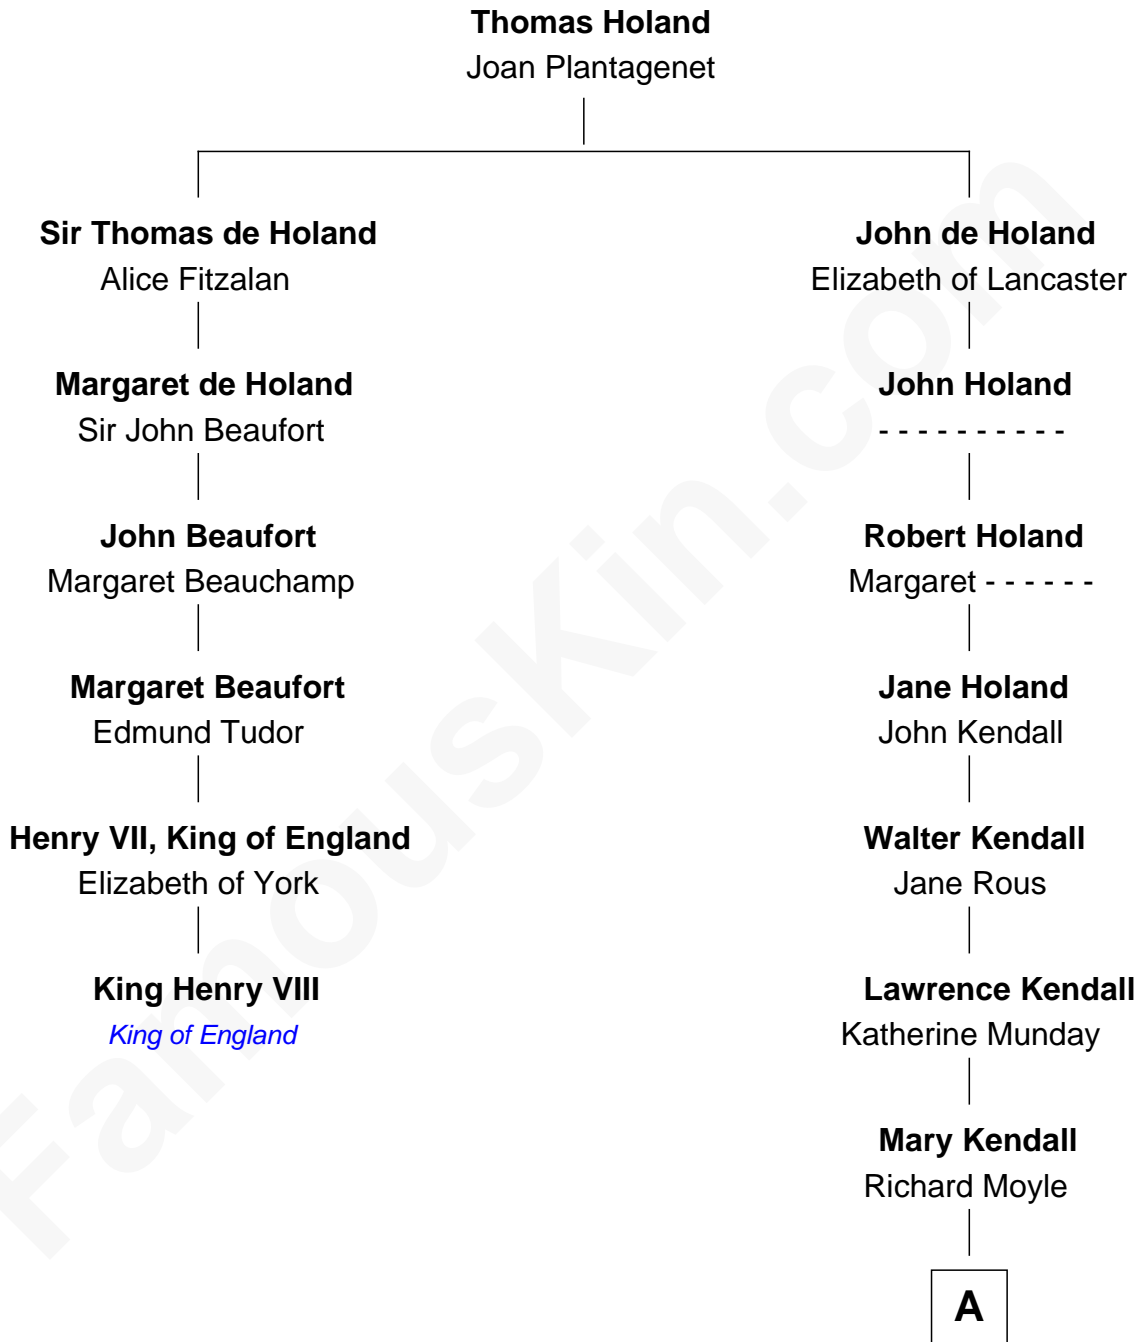 Thomas Holand
Joan Plantagenet
Sir Thomas de Holand
Alice Fitzalan
Margaret de Holand
Sir John Beaufort
John Beaufort
Margaret Beauchamp
Margaret Beaufort
Edmund Tudor
Henry VII, King of England
Elizabeth of York
King Henry VIII
King of England
John de Holand
Elizabeth of Lancaster
John Holand
- - - - - - - - - -
Robert Holand
Margaret - - - - - -
Jane Holand
John Kendall
Walter Kendall
Jane Rous
Lawrence Kendall
Katherine Munday
Mary Kendall
Richard Moyle
A
FamousKin.com